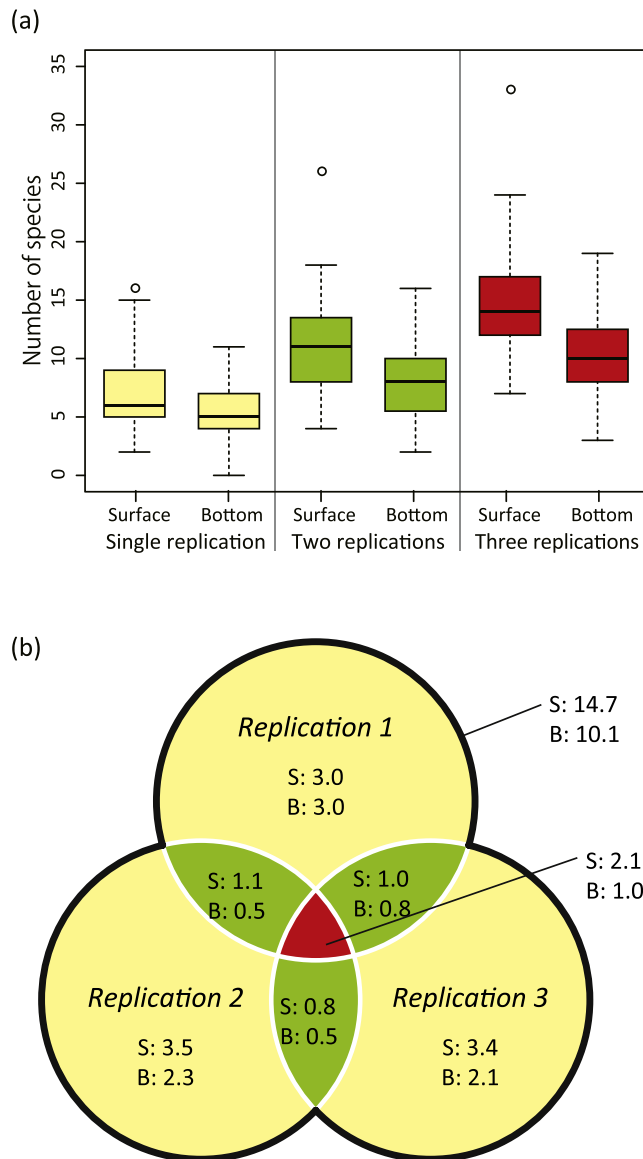 (a)
Number of species
35
30
25
20
15
10
5
0
Surface Bottom Surface Bottom Surface Bottom
Single replication Two replications Three replications
(b)
Replication 1
S: 3.0
B: 3.0
S: 14.7
B: 10.1
S: 1.1
B: 0.5
S: 1.0
B: 0.8
S: 2.1
B: 1.0
Replication 2
S: 3.5
B: 2.3
S: 0.8
B: 0.5
Replication 3
S: 3.4
B: 2.1